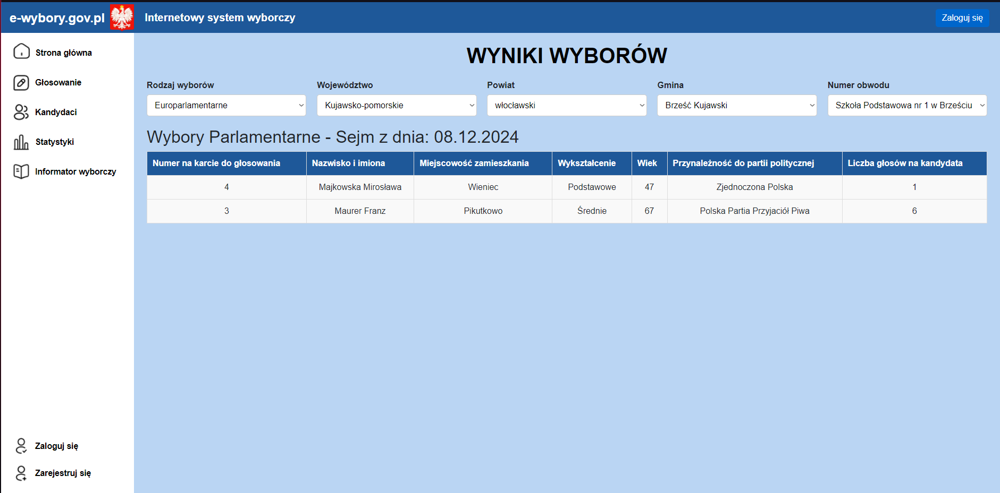 e-wybory.gov.pl Internetowy system wyborczy Zaloguj się
Strona główna
Głosowanie
Kandydaci
Statystyki
Informator wyborczy
Zaloguj się
Zarejestruj się
WYNIKI WYBORÓW
Rodzaj wyborów Województwo Powiat Gmina Numer obwodu
Europarlamentarne Kujawsko-pomorskie włocławski Brześć Kujawski Szkoła Podstawowa nr 1 w Brześciu
Wybory Parlamentarne - Sejm z dnia: 08.12.2024
Numer na karcie do głosowania Nazwisko i imiona Miejscowość zamieszkania Wykształcenie Wiek Przynależność do partii politycznej Liczba głosów na kandydata
4 Majkowska Mirosława Wieniec Podstawowe 47 Zjednoczona Polska 1
3 Maurer Franz Pikutkowo Średnie 67 Polska Partia Przyjaciół Piwa 6